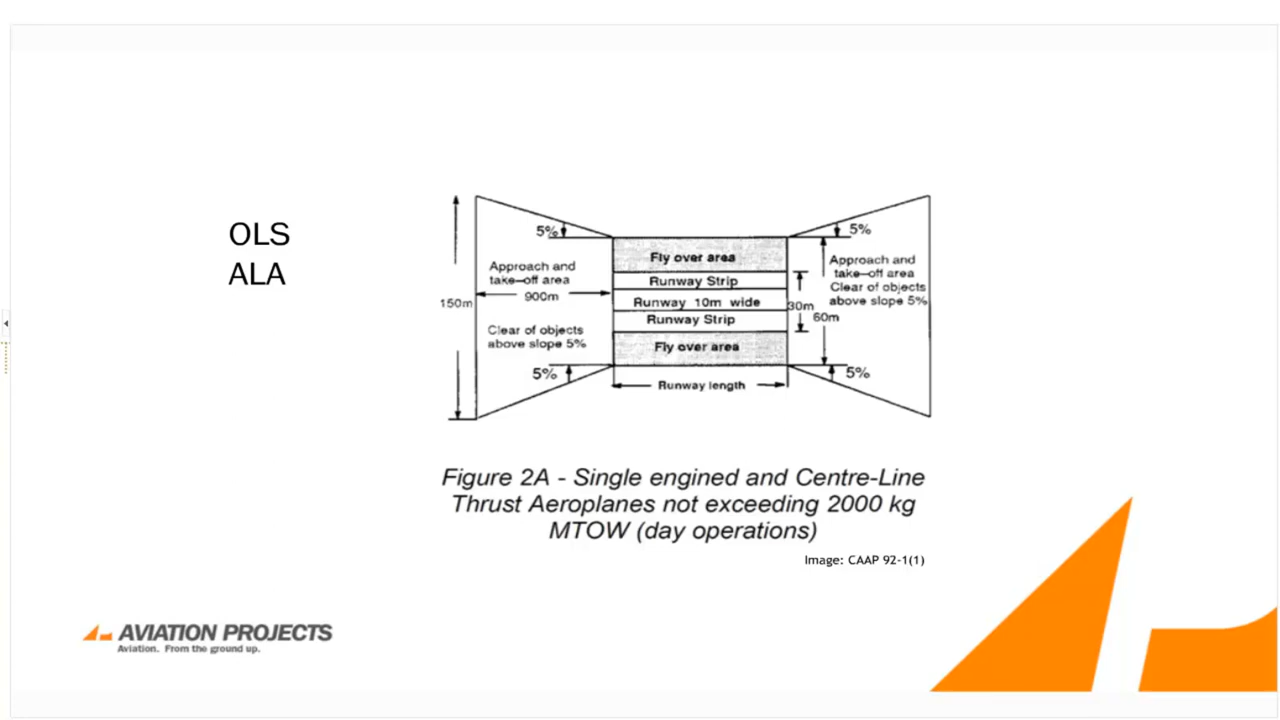 OLS
ALA
5%
5%
Fly over area
Approach and
take-off area
900m
Runway Strip
Approach and
take-off area
Clear of objects
above slope 5%
150m
Runway 10m wide
30m
60m
Runway Strip
Clear of objects
above slope 5%
Fly over area
5%
5%
Runway length
Figure 2A - Single engined and Centre-Line
Thrust Aeroplanes not exceeding 2000 kg
MTOW (day operations)
Image: CAAP 92-1(1)
AVIATION PROJECTS
Aviation. From the ground up.